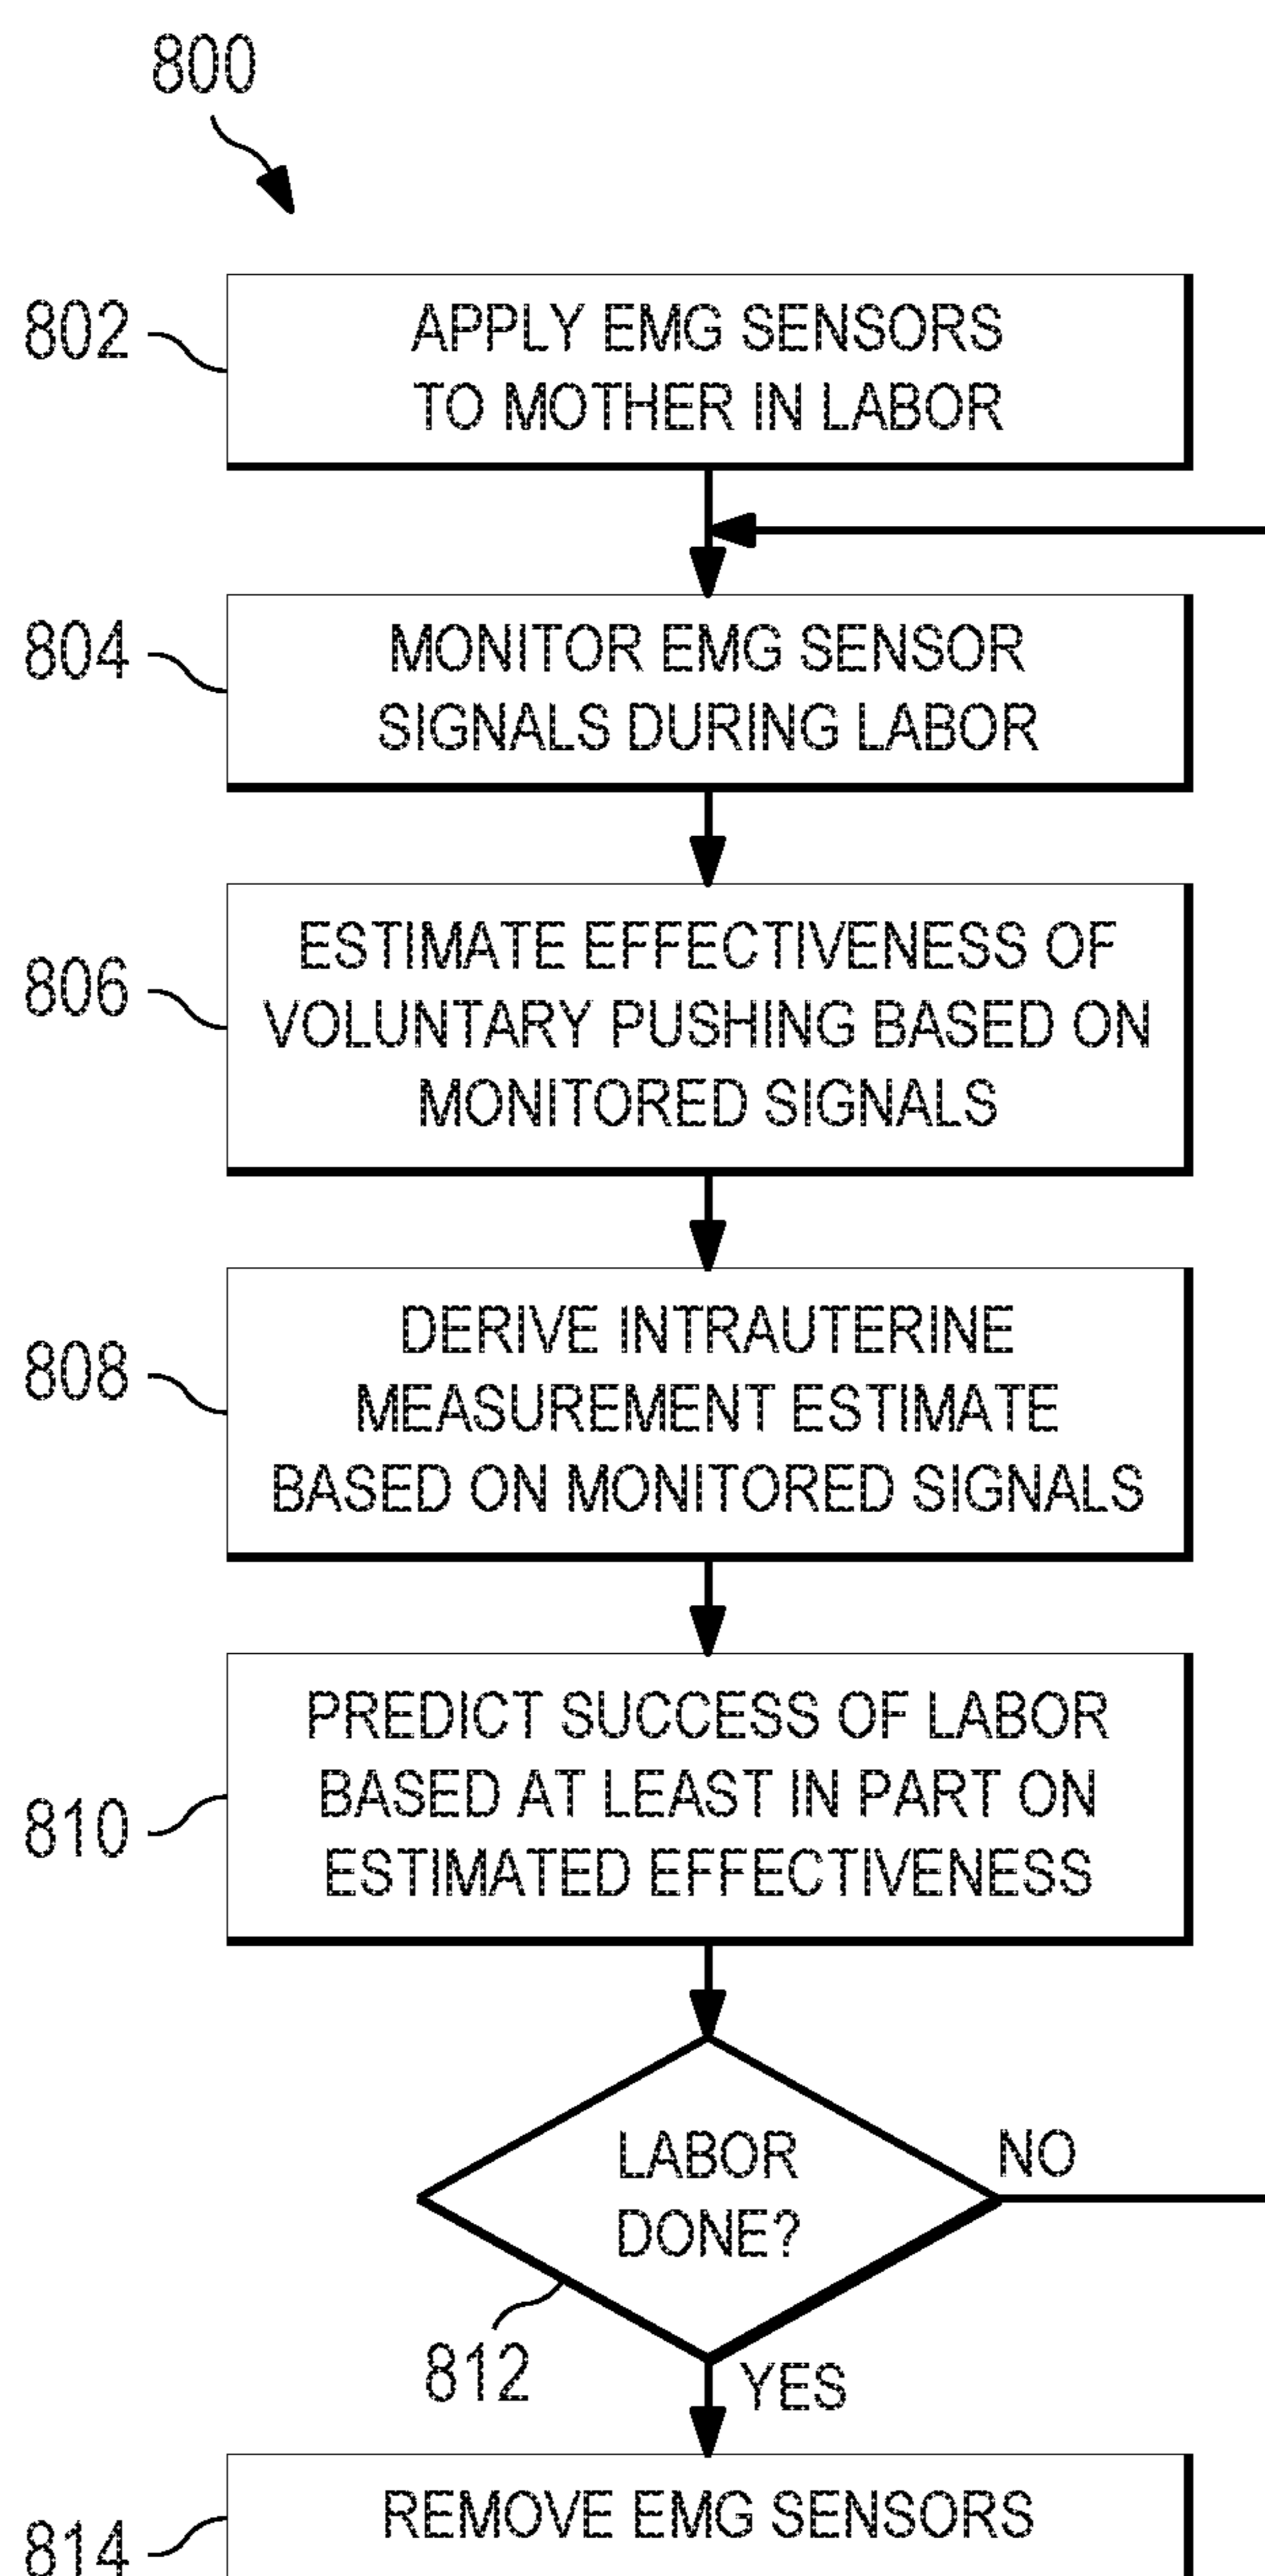 800
802
APPLY EMG SENSORS
TO MOTHER IN LABOR
804
MONITOR EMG SENSOR
SIGNALS DURING LABOR
806
ESTIMATE EFFECTIVENESS OF
VOLUNTARY PUSHING BASED ON
MONITORED SIGNALS
808
DERIVE INTRAUTERINE
MEASUREMENT ESTIMATE
BASED ON MONITORED SIGNALS
810
PREDICT SUCCESS OF LABOR
BASED AT LEAST IN PART ON
ESTIMATED EFFECTIVENESS
LABOR
DONE?
NO
812
YES
814
REMOVE EMG SENSORS